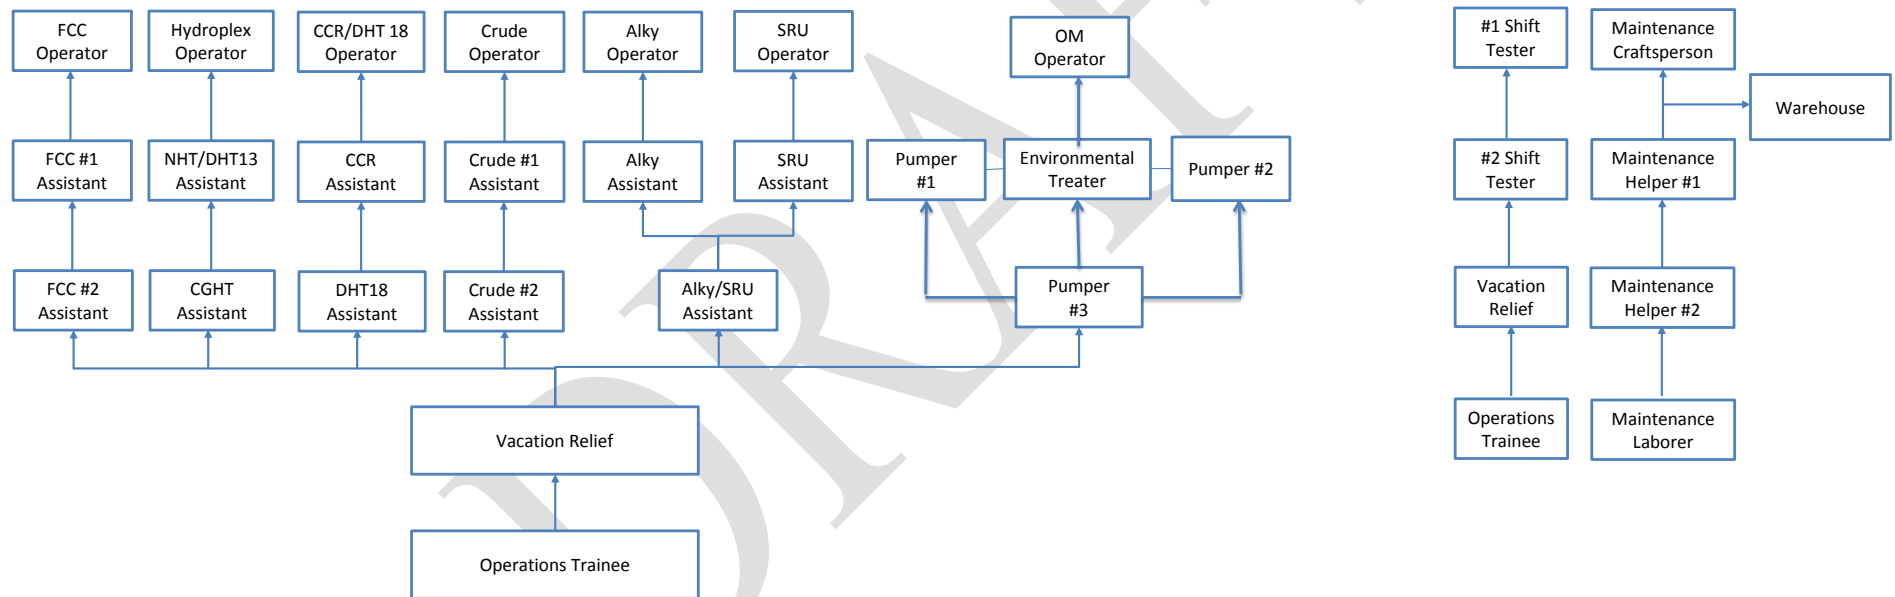 FCC
Operator
Hydroplex
Operator
CCR/DHT 18
Operator
Crude
Operator
Alky
Operator
SRU
Operator
OM
Operator
#1 Shift
Tester
Maintenance
Craftsperson
Warehouse
FCC #1
Assistant
NHT/DHT13
Assistant
CCR
Assistant
Crude #1
Assistant
Alky
Assistant
SRU
Assistant
Pumper
#1
Environmental
Treater
Pumper #2
#2 Shift
Tester
Maintenance
Helper #1
FCC #2
Assistant
CGHT
Assistant
DHT18
Assistant
Crude #2
Assistant
Alky/SRU
Assistant
Pumper
#3
Vacation
Relief
Maintenance
Helper #2
Vacation Relief
Operations
Trainee
Maintenance
Laborer
Operations Trainee
DRAFT